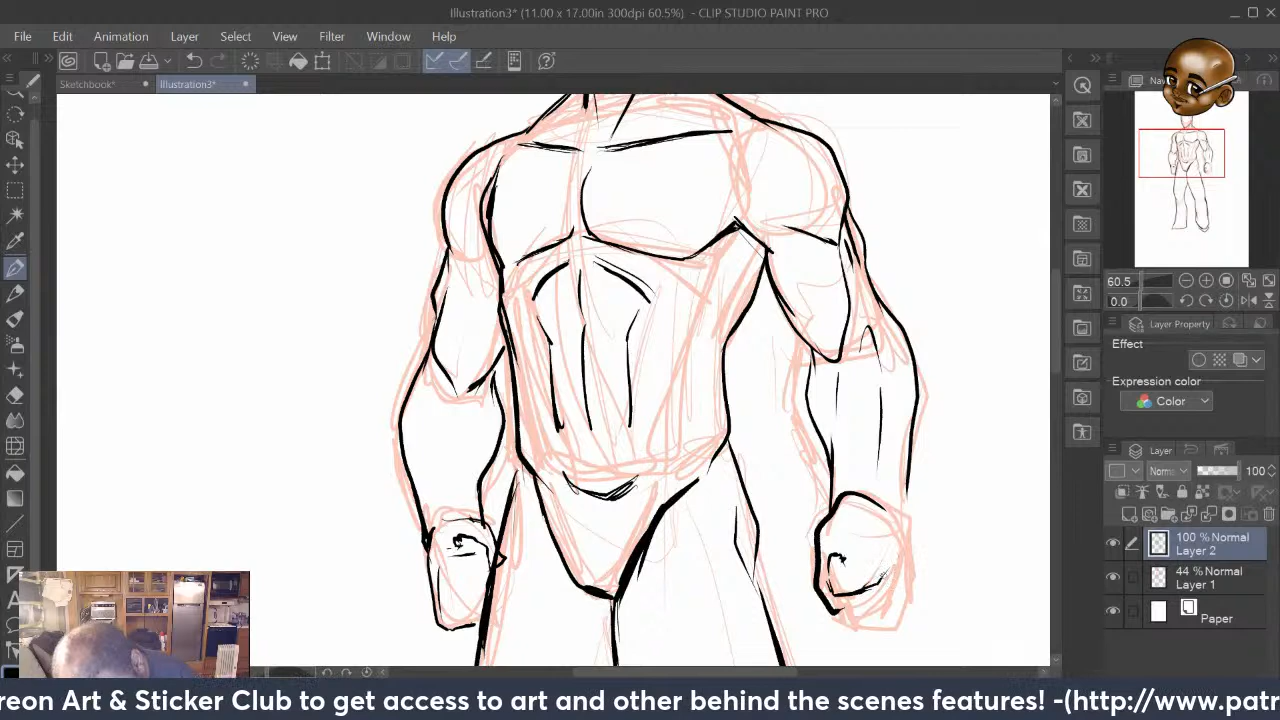 Illustration3* (11.00 x 17.00in 300dpi 60.5%) - CLIP STUDIO PAINT PRO
File Edit Animation Layer Select View Filter Window Help
Sketchbook* Illustration3*
60.5
0.0
Layer Property
Effect
Expression color
Color
Layer
Norma 100
100 % Normal
Layer 2
44 % Normal
Layer 1
Paper
reon Art & Sticker Club to get access to art and other behind the scenes features! -(http://www.patr